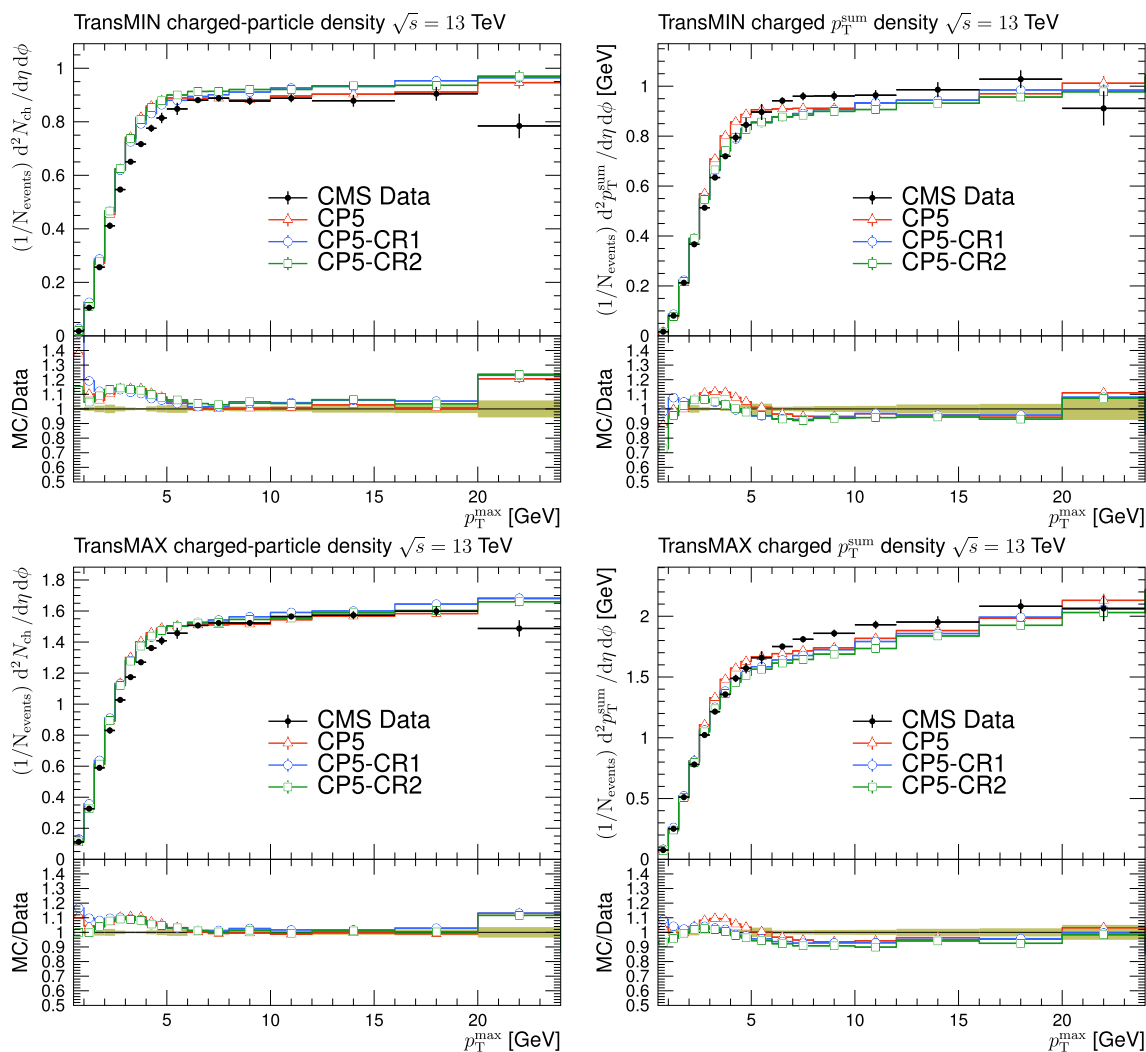 TransMIN charged-particle density √s = 13 TeV
(1/N_events) d²N_ch/dη dϕ
1
0.8
0.6
0.4
0.2
0
CMS Data
CP5
CP5-CR1
CP5-CR2
MC/Data
1.4
1.3
1.2
1.1
1
0.9
0.8
0.7
0.6
0.5
5 10 15 20
p_T^max [GeV]
TransMIN charged p_T^sum density √s = 13 TeV
(1/N_events) d²p_T^sum/dη dϕ [GeV]
1
0.8
0.6
0.4
0.2
0
CMS Data
CP5
CP5-CR1
CP5-CR2
MC/Data
1.4
1.3
1.2
1.1
1
0.9
0.8
0.7
0.6
0.5
5 10 15 20
p_T^max [GeV]
TransMAX charged-particle density √s = 13 TeV
(1/N_events) d²N_ch/dη dϕ
1.8
1.6
1.4
1.2
1
0.8
0.6
0.4
0.2
0
CMS Data
CP5
CP5-CR1
CP5-CR2
MC/Data
1.4
1.3
1.2
1.1
1
0.9
0.8
0.7
0.6
0.5
5 10 15 20
p_T^max [GeV]
TransMAX charged p_T^sum density √s = 13 TeV
(1/N_events) d²p_T^sum/dη dϕ [GeV]
2
1.5
1
0.5
0
CMS Data
CP5
CP5-CR1
CP5-CR2
MC/Data
1.4
1.3
1.2
1.1
1
0.9
0.8
0.7
0.6
0.5
5 10 15 20
p_T^max [GeV]